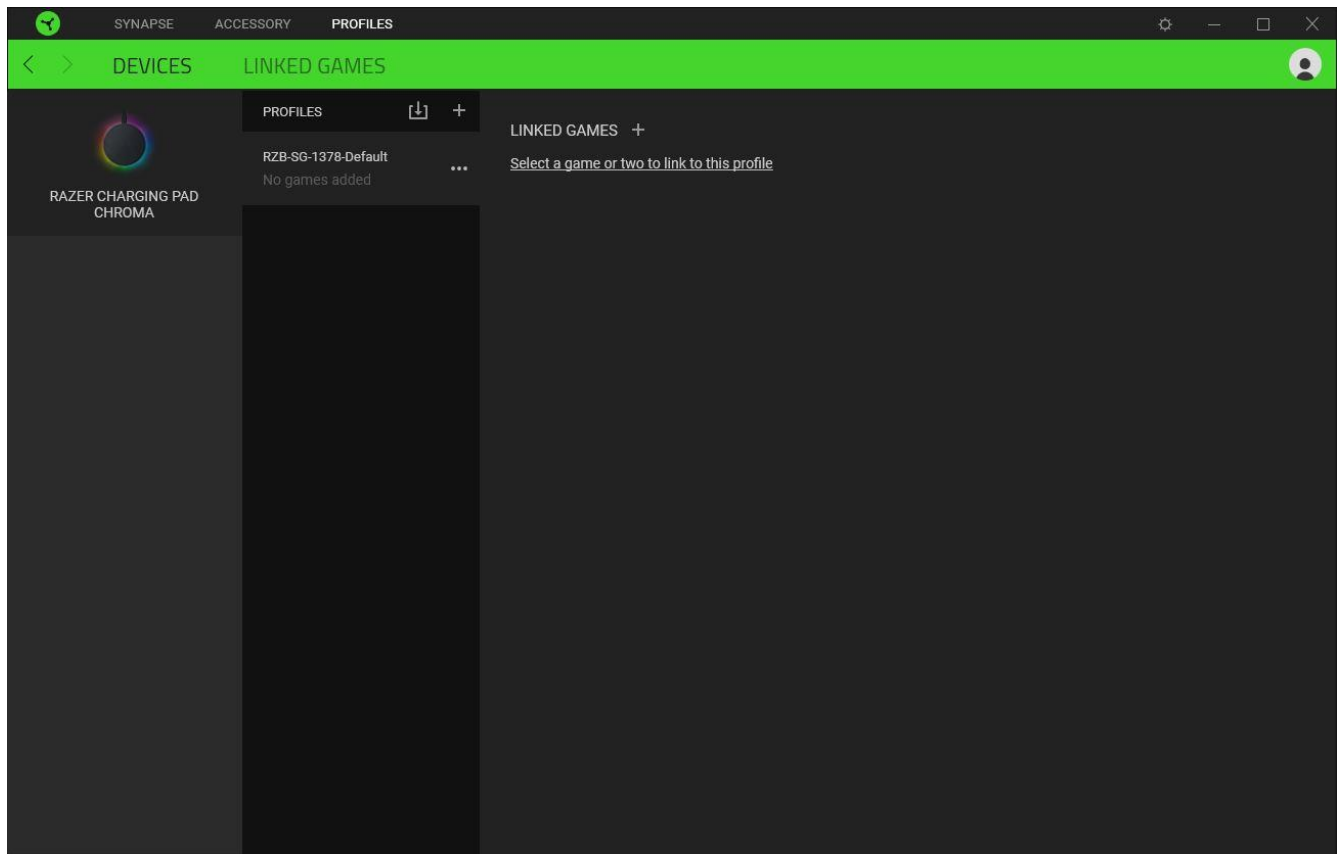 SYNAPSE ACCESSORY PROFILES
DEVICES LINKED GAMES
RAZER CHARGING PAD
CHROMA
PROFILES
RZB-SG-1378-Default
No games added
LINKED GAMES
Select a game or two to link to this profile